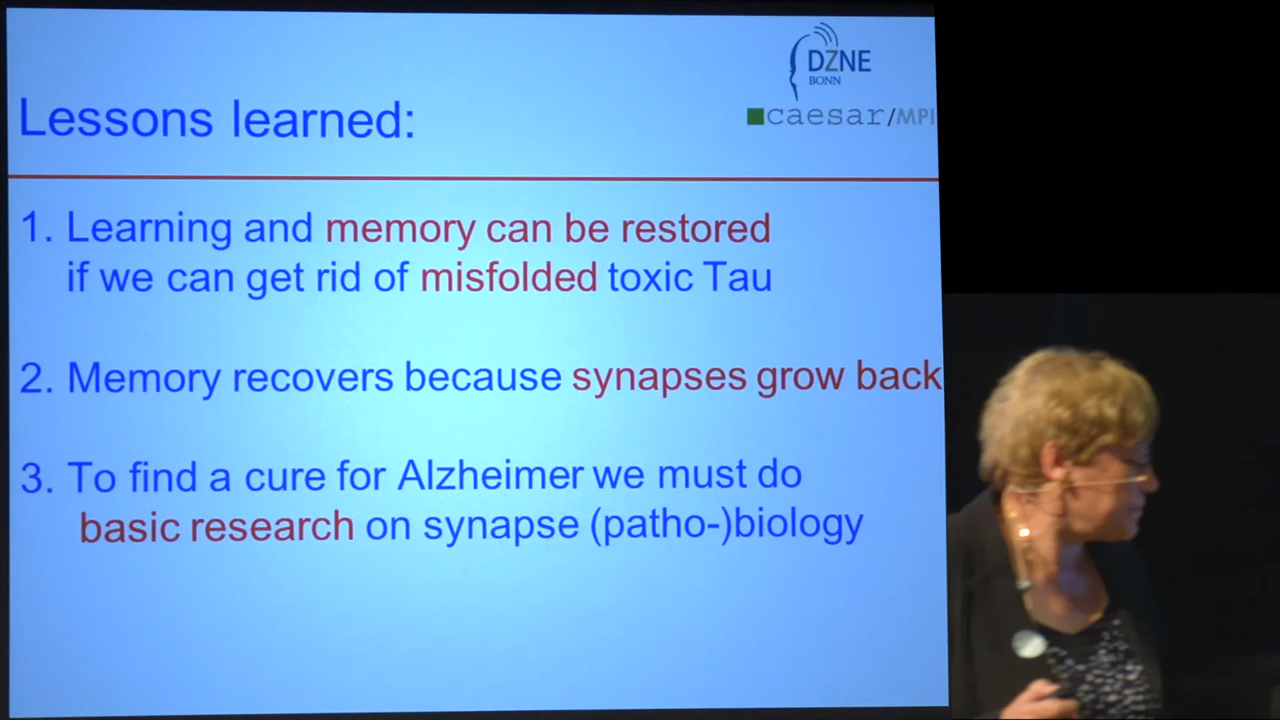 DZNE
BONN
caesar/MPI
Lessons learned:
1. Learning and memory can be restored
if we can get rid of misfolded toxic Tau
2. Memory recovers because synapses grow back
3. To find a cure for Alzheimer we must do
basic research on synapse (patho-)biology